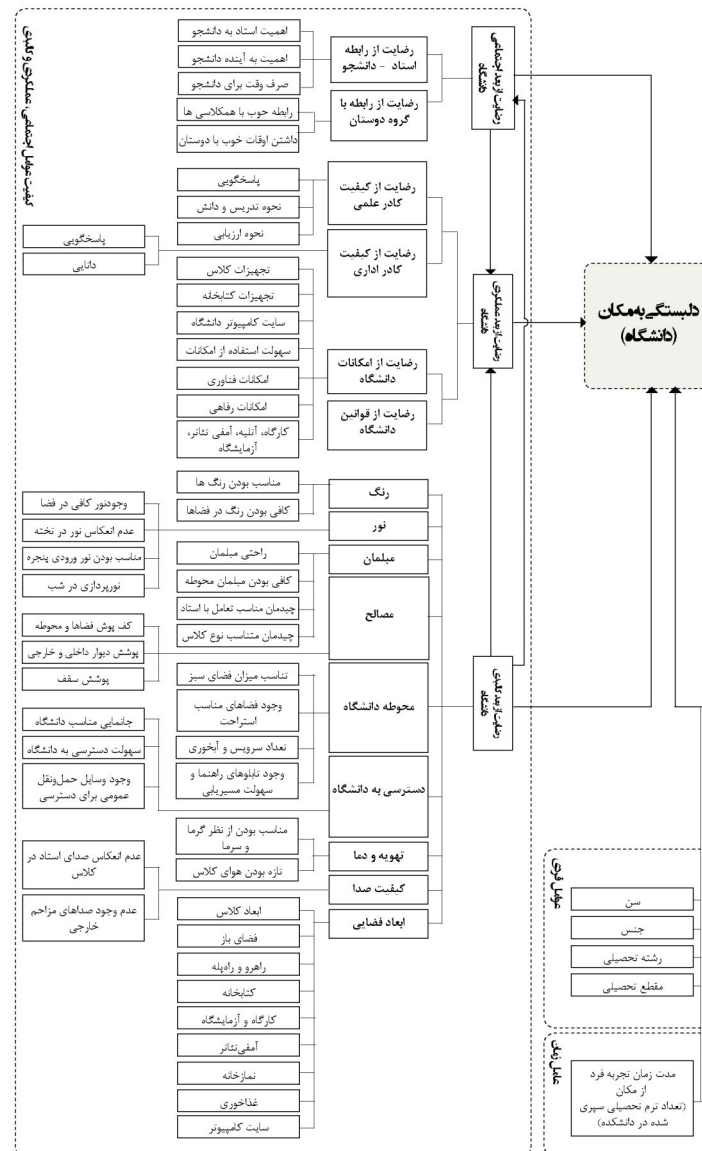 دلبستگی به مکان
(دانشگاه)
عوامل فردی
سن
جنس
رشته تحصیلی
مقطع تحصیلی
عامل زمان
مدت زمان تجربه فرد
از مکان
(تعداد ترم تحصیلی سپری
شده در دانشکده)
کیفیت عوامل اجتماعی، عملکردی و کالبدی
رضایت از بعد اجتماعی
دانشگاه
رضایت از رابطه
استاد - دانشجو
اهمیت استاد به دانشجو
اهمیت به آینده دانشجو
صرف وقت برای دانشجو
رضایت از رابطه با
گروه دوستان
رابطه خوب با همکلاسی ها
داشتن اوقات خوب با دوستان
رضایت از بعد عملکردی
دانشگاه
رضایت از کیفیت
کادر علمی
پاسخگویی
نحوه تدریس و دانش
نحوه ارزیابی
رضایت از کیفیت
کادر اداری
پاسخگویی
دانایی
رضایت از امکانات
دانشگاه
تجهیزات کلاس
تجهیزات کتابخانه
سایت کامپیوتر دانشگاه
سهولت استفاده از امکانات
امکانات فناوری
امکانات رفاهی
کارگاه، آتلیه، آمفی تئاتر،
آزمایشگاه
رضایت از قوانین
دانشگاه
رضایت از بعد کالبدی
دانشگاه
رنگ
مناسب بودن رنگ ها
کافی بودن رنگ در فضاها
نور
وجودنور کافی در فضا
عدم انعکاس نور در تخته
مناسب بودن نور ورودی پنجره
نورپردازی در شب
مبلمان
راحتی مبلمان
کافی بودن مبلمان محوطه
چیدمان مناسب تعامل با استاد
چیدمان متناسب نوع کلاس
مصالح
کف پوش فضاها و محوطه
پوشش دیوار داخلی و خارجی
پوشش سقف
محوطه دانشگاه
تناسب میزان فضای سبز
وجود فضاهای مناسب
استراحت
تعداد سرویس و آبخوری
وجود تابلوهای راهنما و
سهولت مسیریابی
دسترسی به دانشگاه
جانمایی مناسب دانشگاه
سهولت دسترسی به دانشگاه
وجود وسایل حمل‌ونقل
عمومی برای دسترسی
تهویه و دما
مناسب بودن از نظر گرما
و سرما
تازه بودن هوای کلاس
کیفیت صدا
عدم انعکاس صدای استاد در
کلاس
عدم وجود صداهای مزاحم
خارجی
ابعاد فضایی
ابعاد کلاس
فضای باز
راهرو و راه‌پله
کتابخانه
کارگاه و آزمایشگاه
آمفی‌تئاتر
نمازخانه
غذاخوری
سایت کامپیوتر